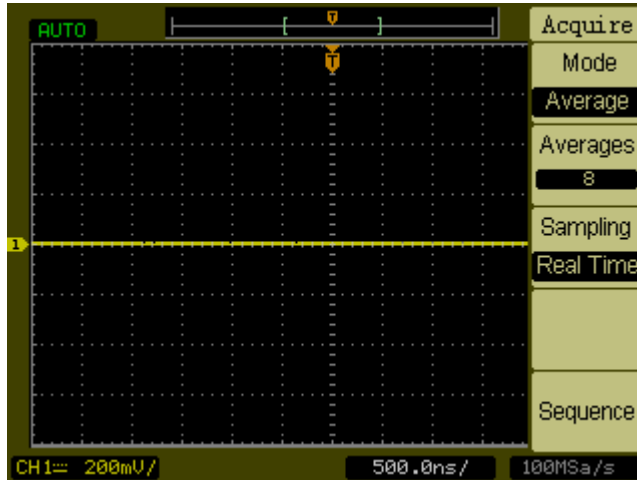 AUTO
T
Acquire
T
Mode
Average
Averages
8
1
Sampling
Real Time
Sequence
CH1 200mV/
500.0ns/
100MSa/s